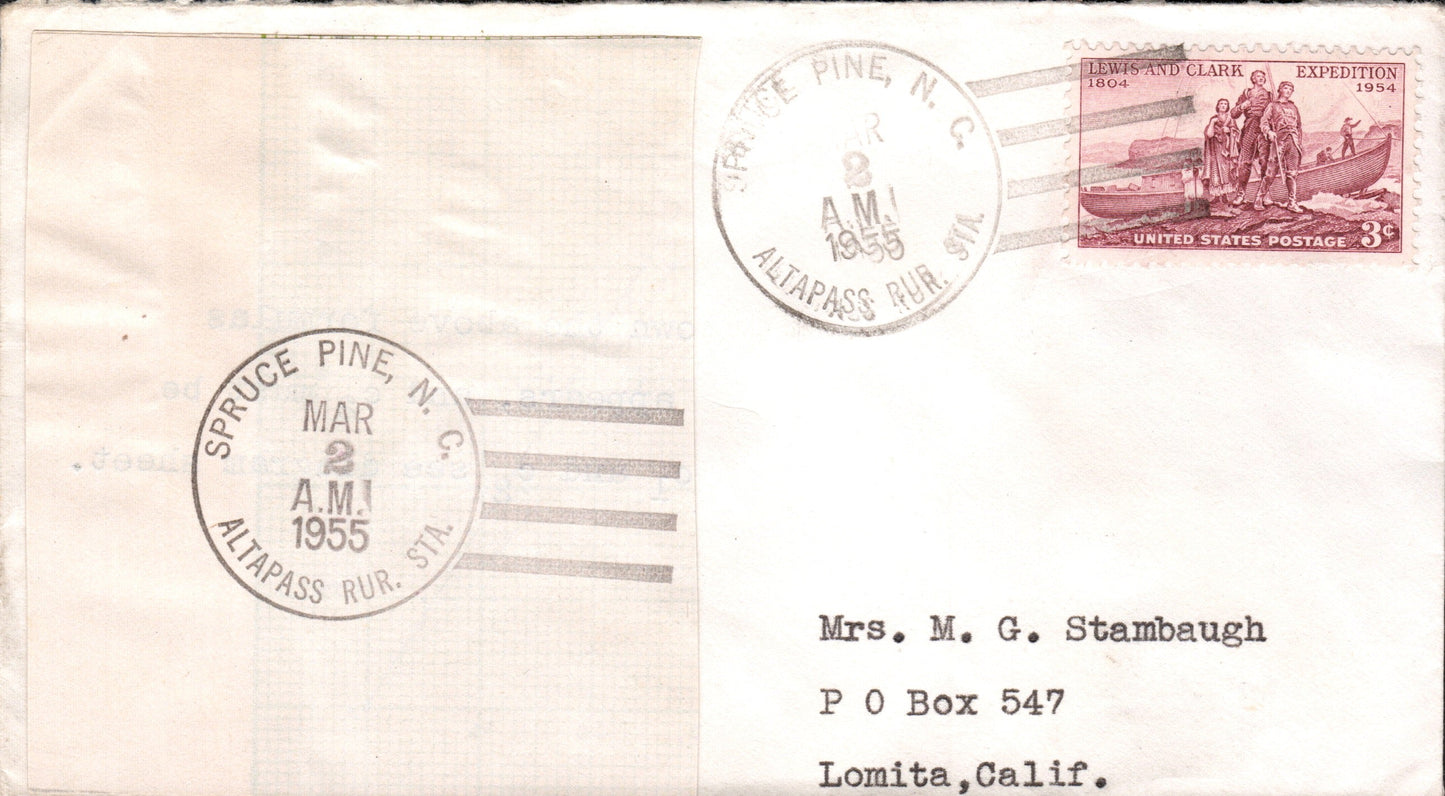 SPRUCE PINE, N. C.
MAR
2
A.M.
1955
ALTAPASS RUR. STA.
LEWIS AND CLARK EXPEDITION
1804 1954
UNITED STATES POSTAGE 3¢
SPRUCE PINE, N. C.
MAR
2
A.M.
1955
ALTAPASS RUR. STA.
Mrs. M. G. Stambaugh
P O Box 547
Lomita,Calif.